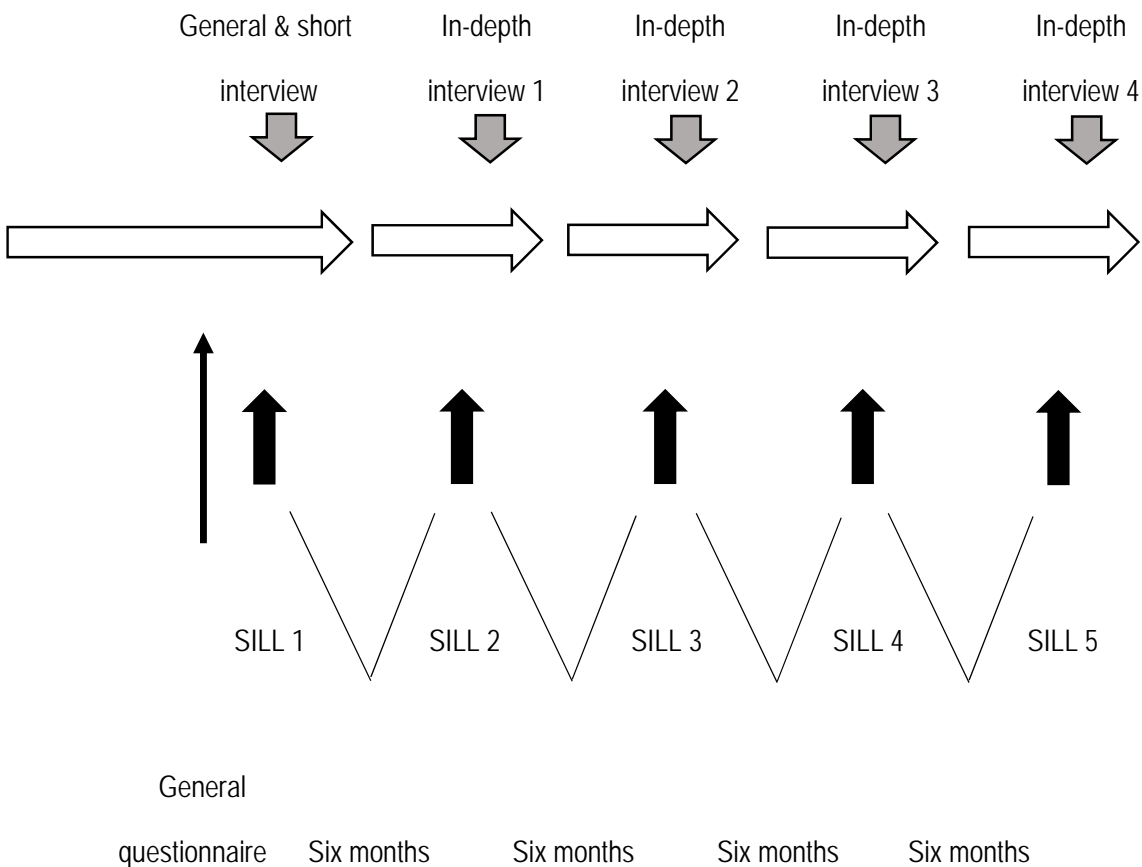 General & short In-depth In-depth In-depth In-depth
interview interview 1 interview 2 interview 3 interview 4
SILL 1 SILL 2 SILL 3 SILL 4 SILL 5
General
questionnaire Six months Six months Six months Six months